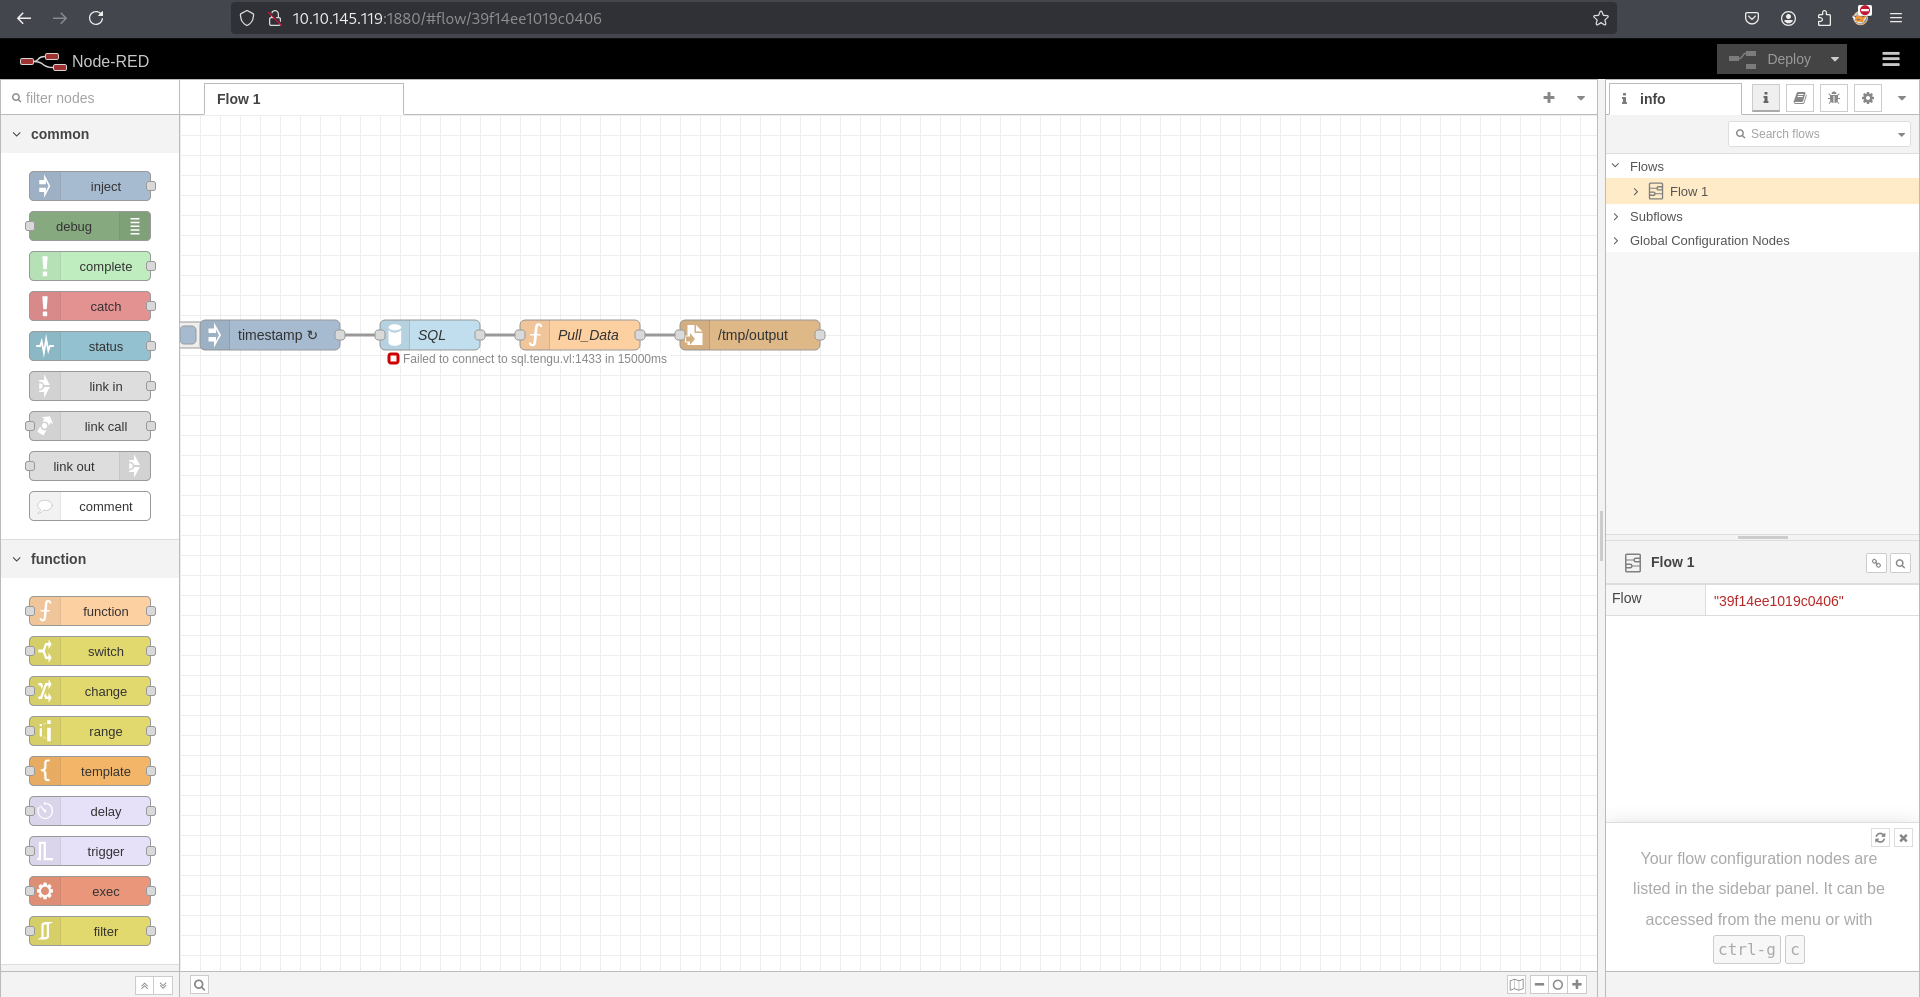 10.10.145.119:1880/#flow/39f14ee1019c0406
Node-RED
Deploy
filter nodes
Flow 1
info
Search flows
common
inject
debug
complete
catch
status
link in
link call
link out
comment
function
function
switch
change
range
template
delay
trigger
exec
filter
timestamp ↻
SQL
Pull_Data
/tmp/output
Failed to connect to sql.tengu.vl:1433 in 15000ms
Flows
Flow 1
Subflows
Global Configuration Nodes
Flow 1
Flow
"39f14ee1019c0406"
Your flow configuration nodes are
listed in the sidebar panel. It can be
accessed from the menu or with
ctrl-g c